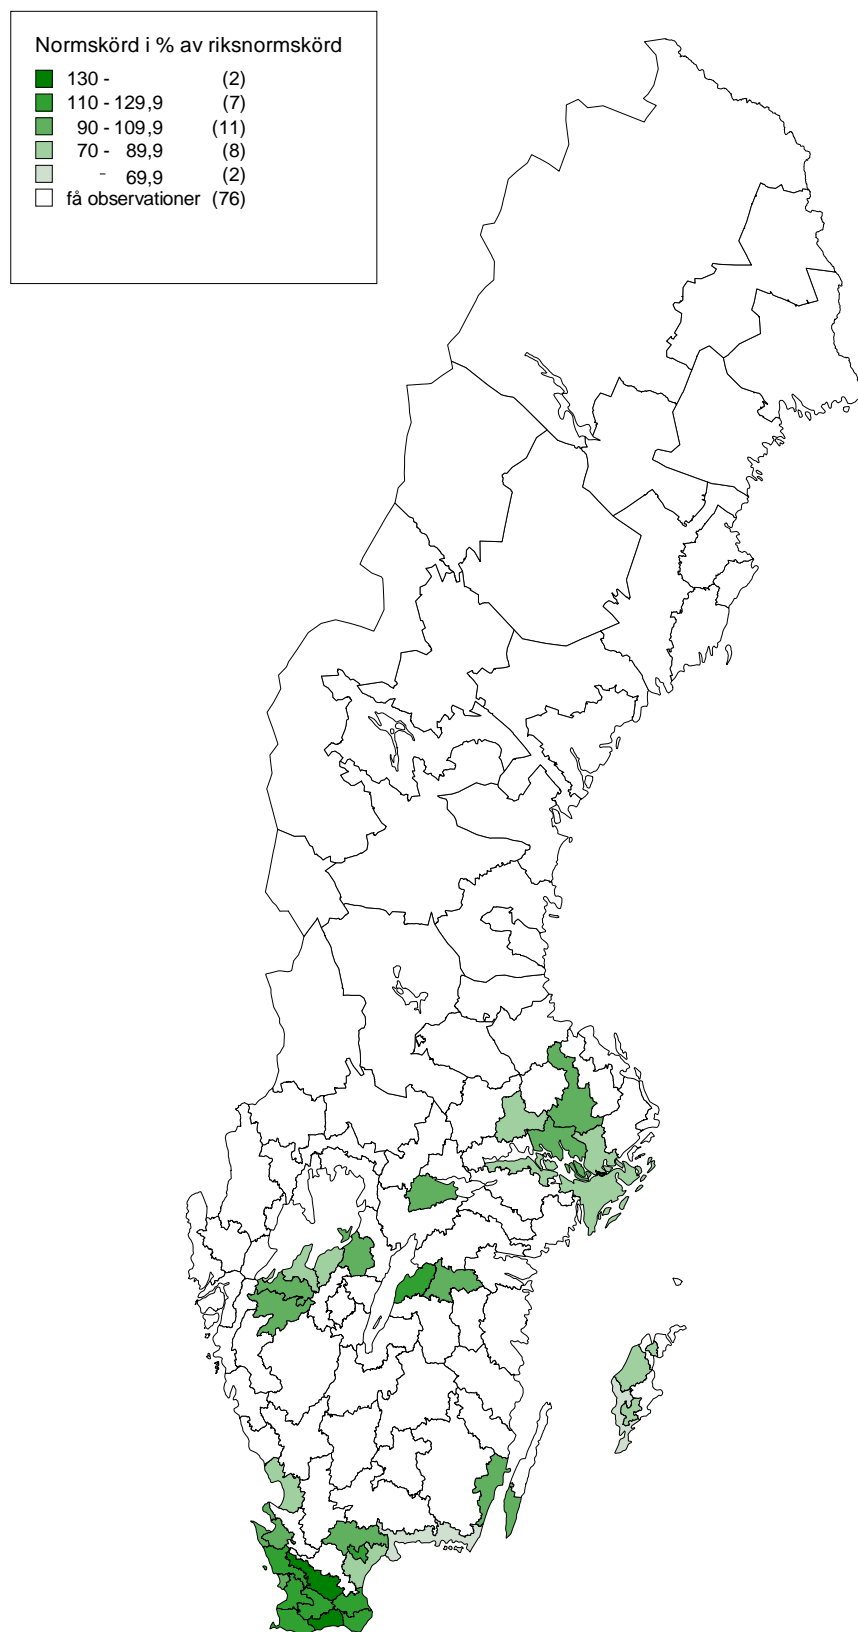 Normskörd i % av riksnormskörd
130 - (2)
110 - 129,9 (7)
90 - 109,9 (11)
70 - 89,9 (8)
- 69,9 (2)
få observationer (76)